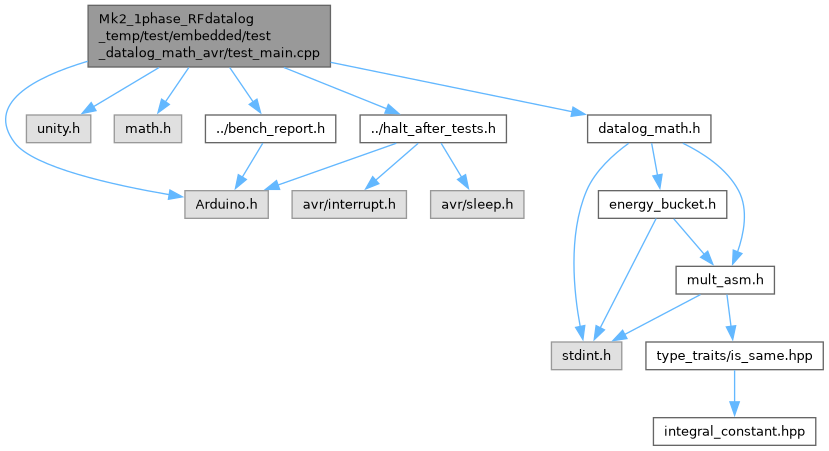 Mk2_1phase_RFdatalog
_temp/test/embedded/test
_datalog_math_avr/test_main.cpp
unity.h
math.h
../bench_report.h
../halt_after_tests.h
datalog_math.h
Arduino.h
avr/interrupt.h
avr/sleep.h
energy_bucket.h
mult_asm.h
stdint.h
type_traits/is_same.hpp
integral_constant.hpp